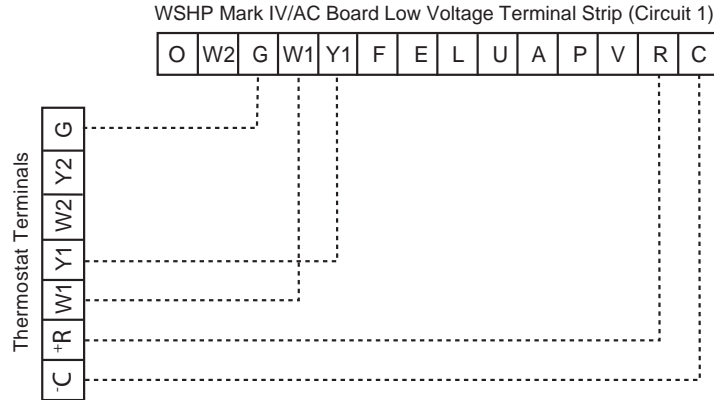 WSHP Mark IV/AC Board Low Voltage Terminal Strip (Circuit 1)
O W2 G W1 Y1 F E L U A P V R C
Thermostat Terminals
G
Y2
W2
Y1
W1
+R
-C